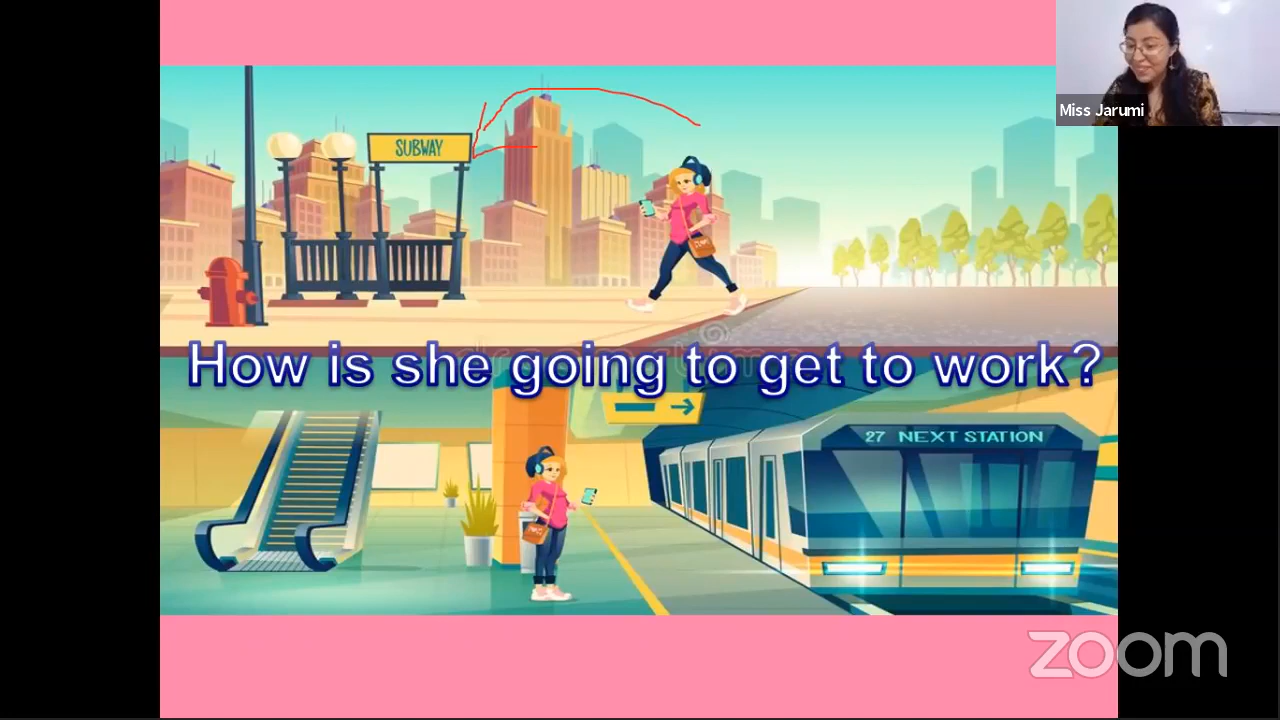 Miss Jarumi
SUBWAY
How is she going to get to work?
27 NEXT STATION
zoom